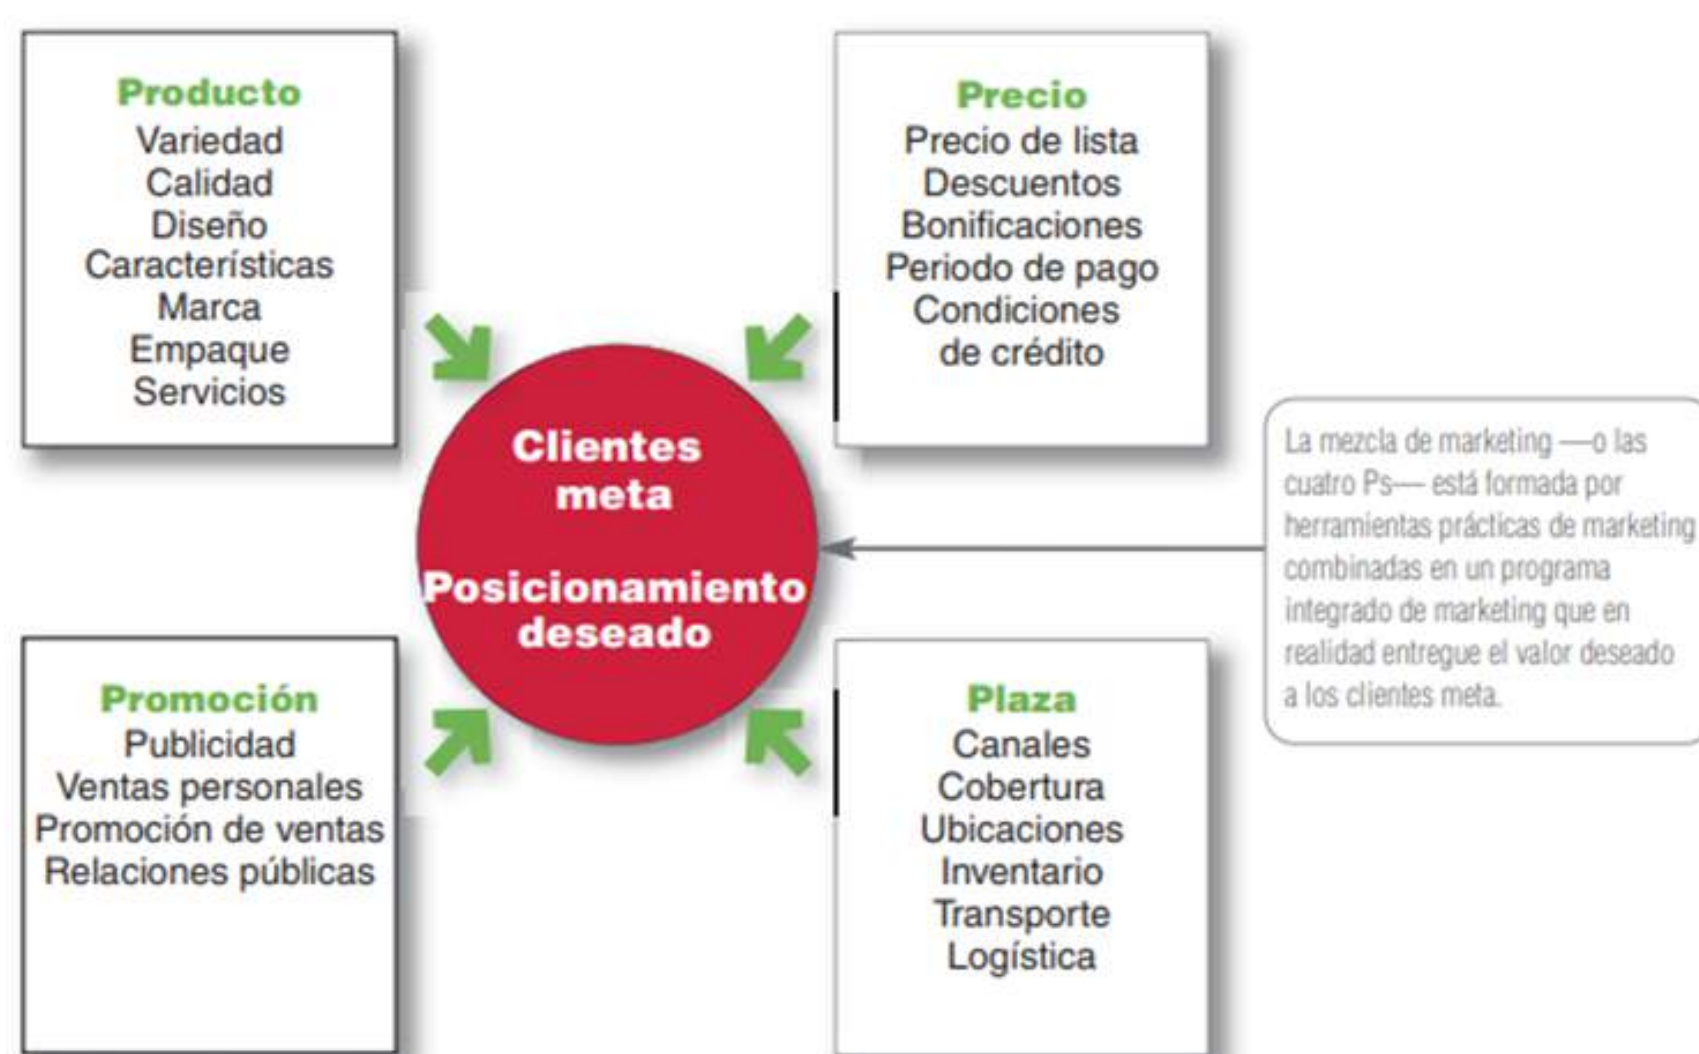 Producto
Variedad
Calidad
Diseño
Características
Marca
Empaque
Servicios
Precio
Precio de lista
Descuentos
Bonificaciones
Periodo de pago
Condiciones
de crédito
Clientes
meta
Posicionamiento
deseado
La mezcla de marketing —o las
cuatro Ps— está formada por
herramientas prácticas de marketing
combinadas en un programa
integrado de marketing que en
realidad entregue el valor deseado
a los clientes meta.
Promoción
Publicidad
Ventas personales
Promoción de ventas
Relaciones públicas
Plaza
Canales
Cobertura
Ubicaciones
Inventario
Transporte
Logística